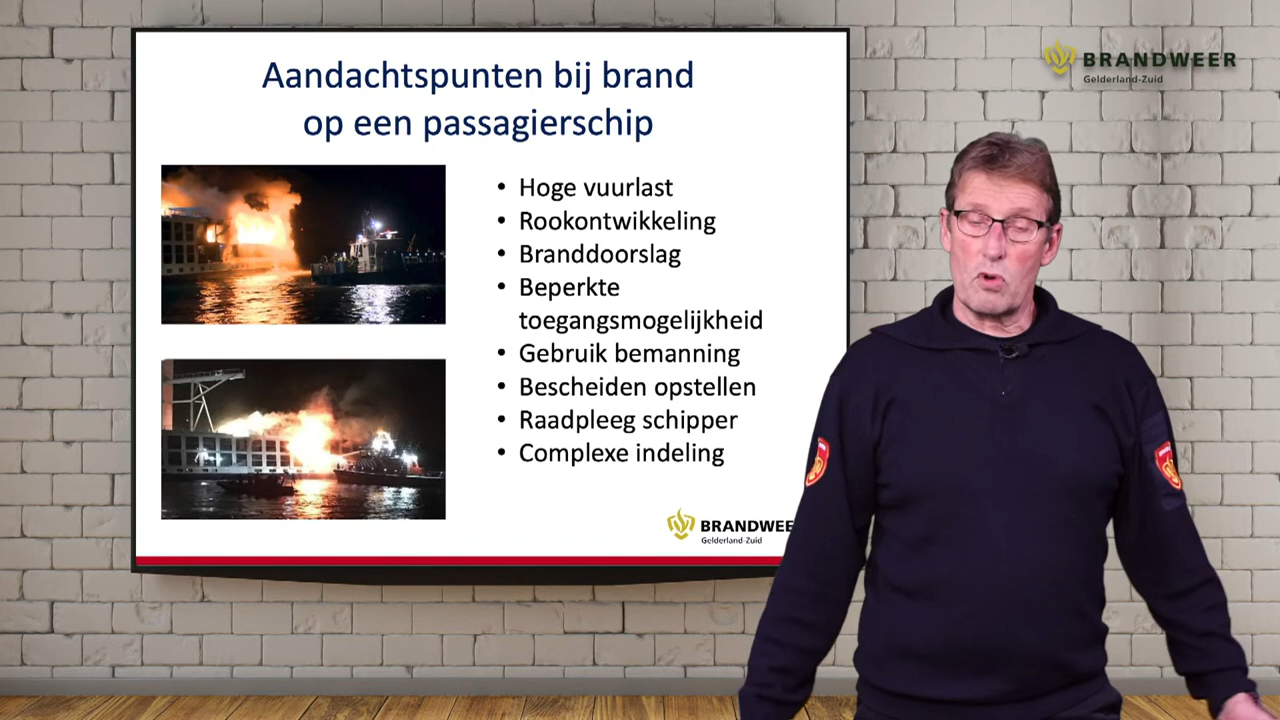 Aandachtspunten bij brand
op een passagierschip
• Hoge vuurlast
• Rookontwikkeling
• Branddoorslag
• Beperkte
toegangsmogelijkheid
• Gebruik bemanning
• Bescheiden opstellen
• Raadpleeg schipper
• Complexe indeling
BRANDWEE
Gelderland-Zuid
BRANDWEER
Gelderland-Zuid